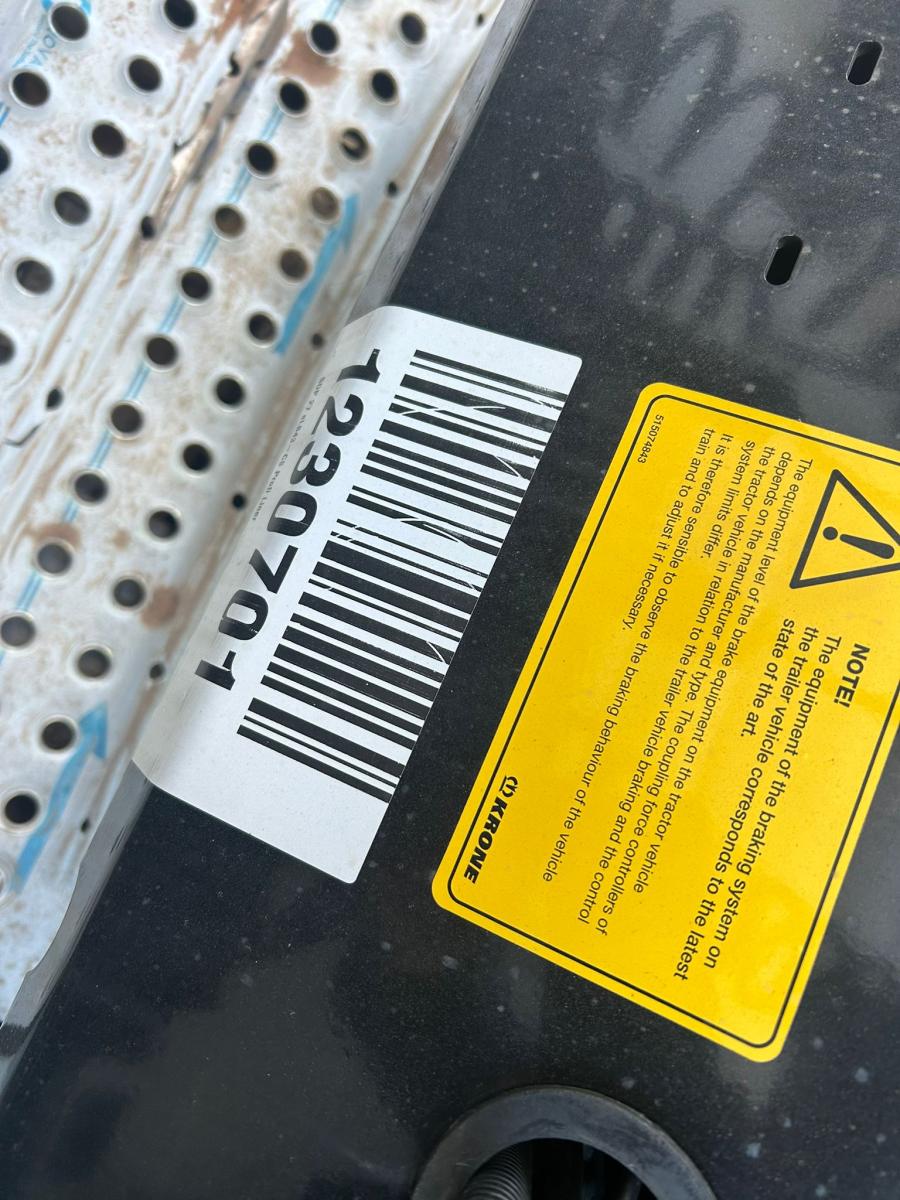 1230701
NOTE!
The equipment of the braking system on
the trailer vehicle corresponds to the latest
state of the art.
The equipment level of the brake equipment on the tractor vehicle
depends on the manufacturer and type. The coupling force controllers of
the tractor vehicle in relation to the trailer vehicle braking and the control
system limits differ.
It is therefore sensible to observe the braking behaviour of the vehicle
train and to adjust it if necessary.
515074843
KRONE